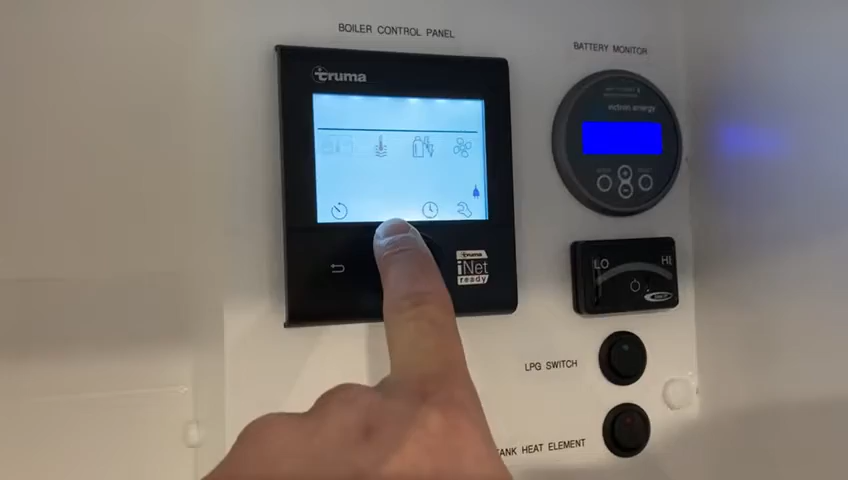 BOILER CONTROL PANEL
BATTERY MONITOR
truma
victron energy
LO
HI
truma
iNet
ready
LPG SWITCH
TANK HEAT ELEMENT